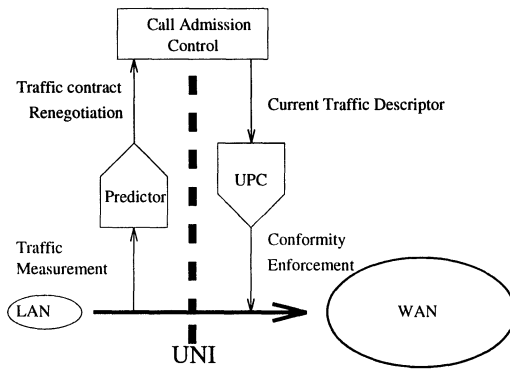 Call Admission
Control
Traffic contract
Renegotiation
Current Traffic Descriptor
Predictor
UPC
Traffic
Measurement
Conformity
Enforcement
LAN
WAN
UNI